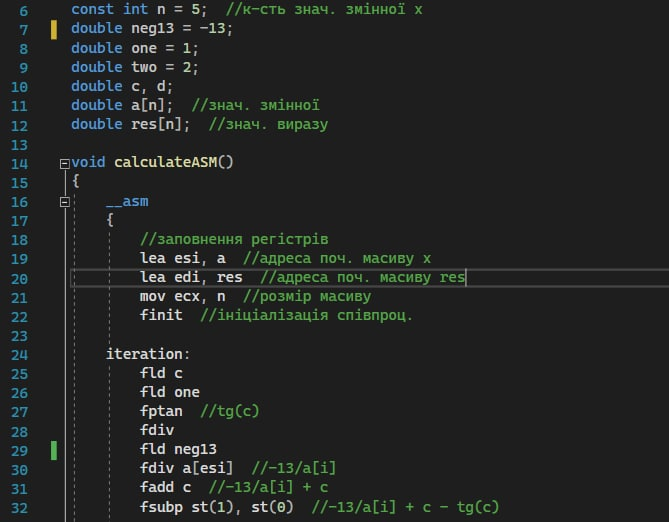 6 const int n = 5;  //к-сть знач. змінної x
7 double neg13 = -13;
8 double one = 1;
9 double two = 2;
10 double c, d;
11 double a[n];  //знач. змінної
12 double res[n];  //знач. виразу
13
14 void calculateASM()
15 {
16 __asm
17 {
18 //заповнення регістрів
19 lea esi, a  //адреса поч. масиву x
20 lea edi, res  //адреса поч. масиву res
21 mov ecx, n  //розмір масиву
22 finit  //ініціалізація співпроц.
23
24 iteration:
25 fld c
26 fld one
27 fptan  //tg(c)
28 fdiv
29 fld neg13
30 fdiv a[esi]  //-13/a[i]
31 fadd c  //-13/a[i] + c
32 fsubp st(1), st(0)  //-13/a[i] + c - tg(c)